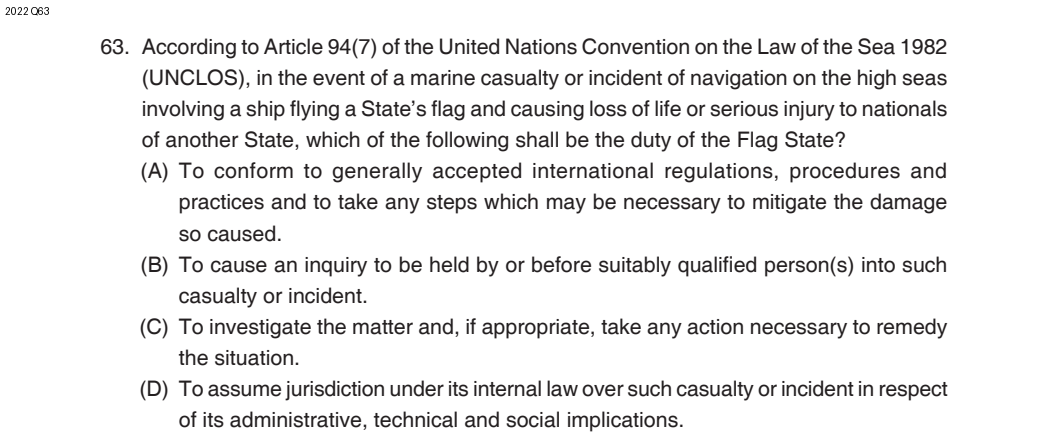 2022 Q63
63. According to Article 94(7) of the United Nations Convention on the Law of the Sea 1982
(UNCLOS), in the event of a marine casualty or incident of navigation on the high seas
involving a ship flying a State's flag and causing loss of life or serious injury to nationals
of another State, which of the following shall be the duty of the Flag State?
(A) To conform to generally accepted international regulations, procedures and
practices and to take any steps which may be necessary to mitigate the damage
so caused.
(B) To cause an inquiry to be held by or before suitably qualified person(s) into such
casualty or incident.
(C) To investigate the matter and, if appropriate, take any action necessary to remedy
the situation.
(D) To assume jurisdiction under its internal law over such casualty or incident in respect
of its administrative, technical and social implications.